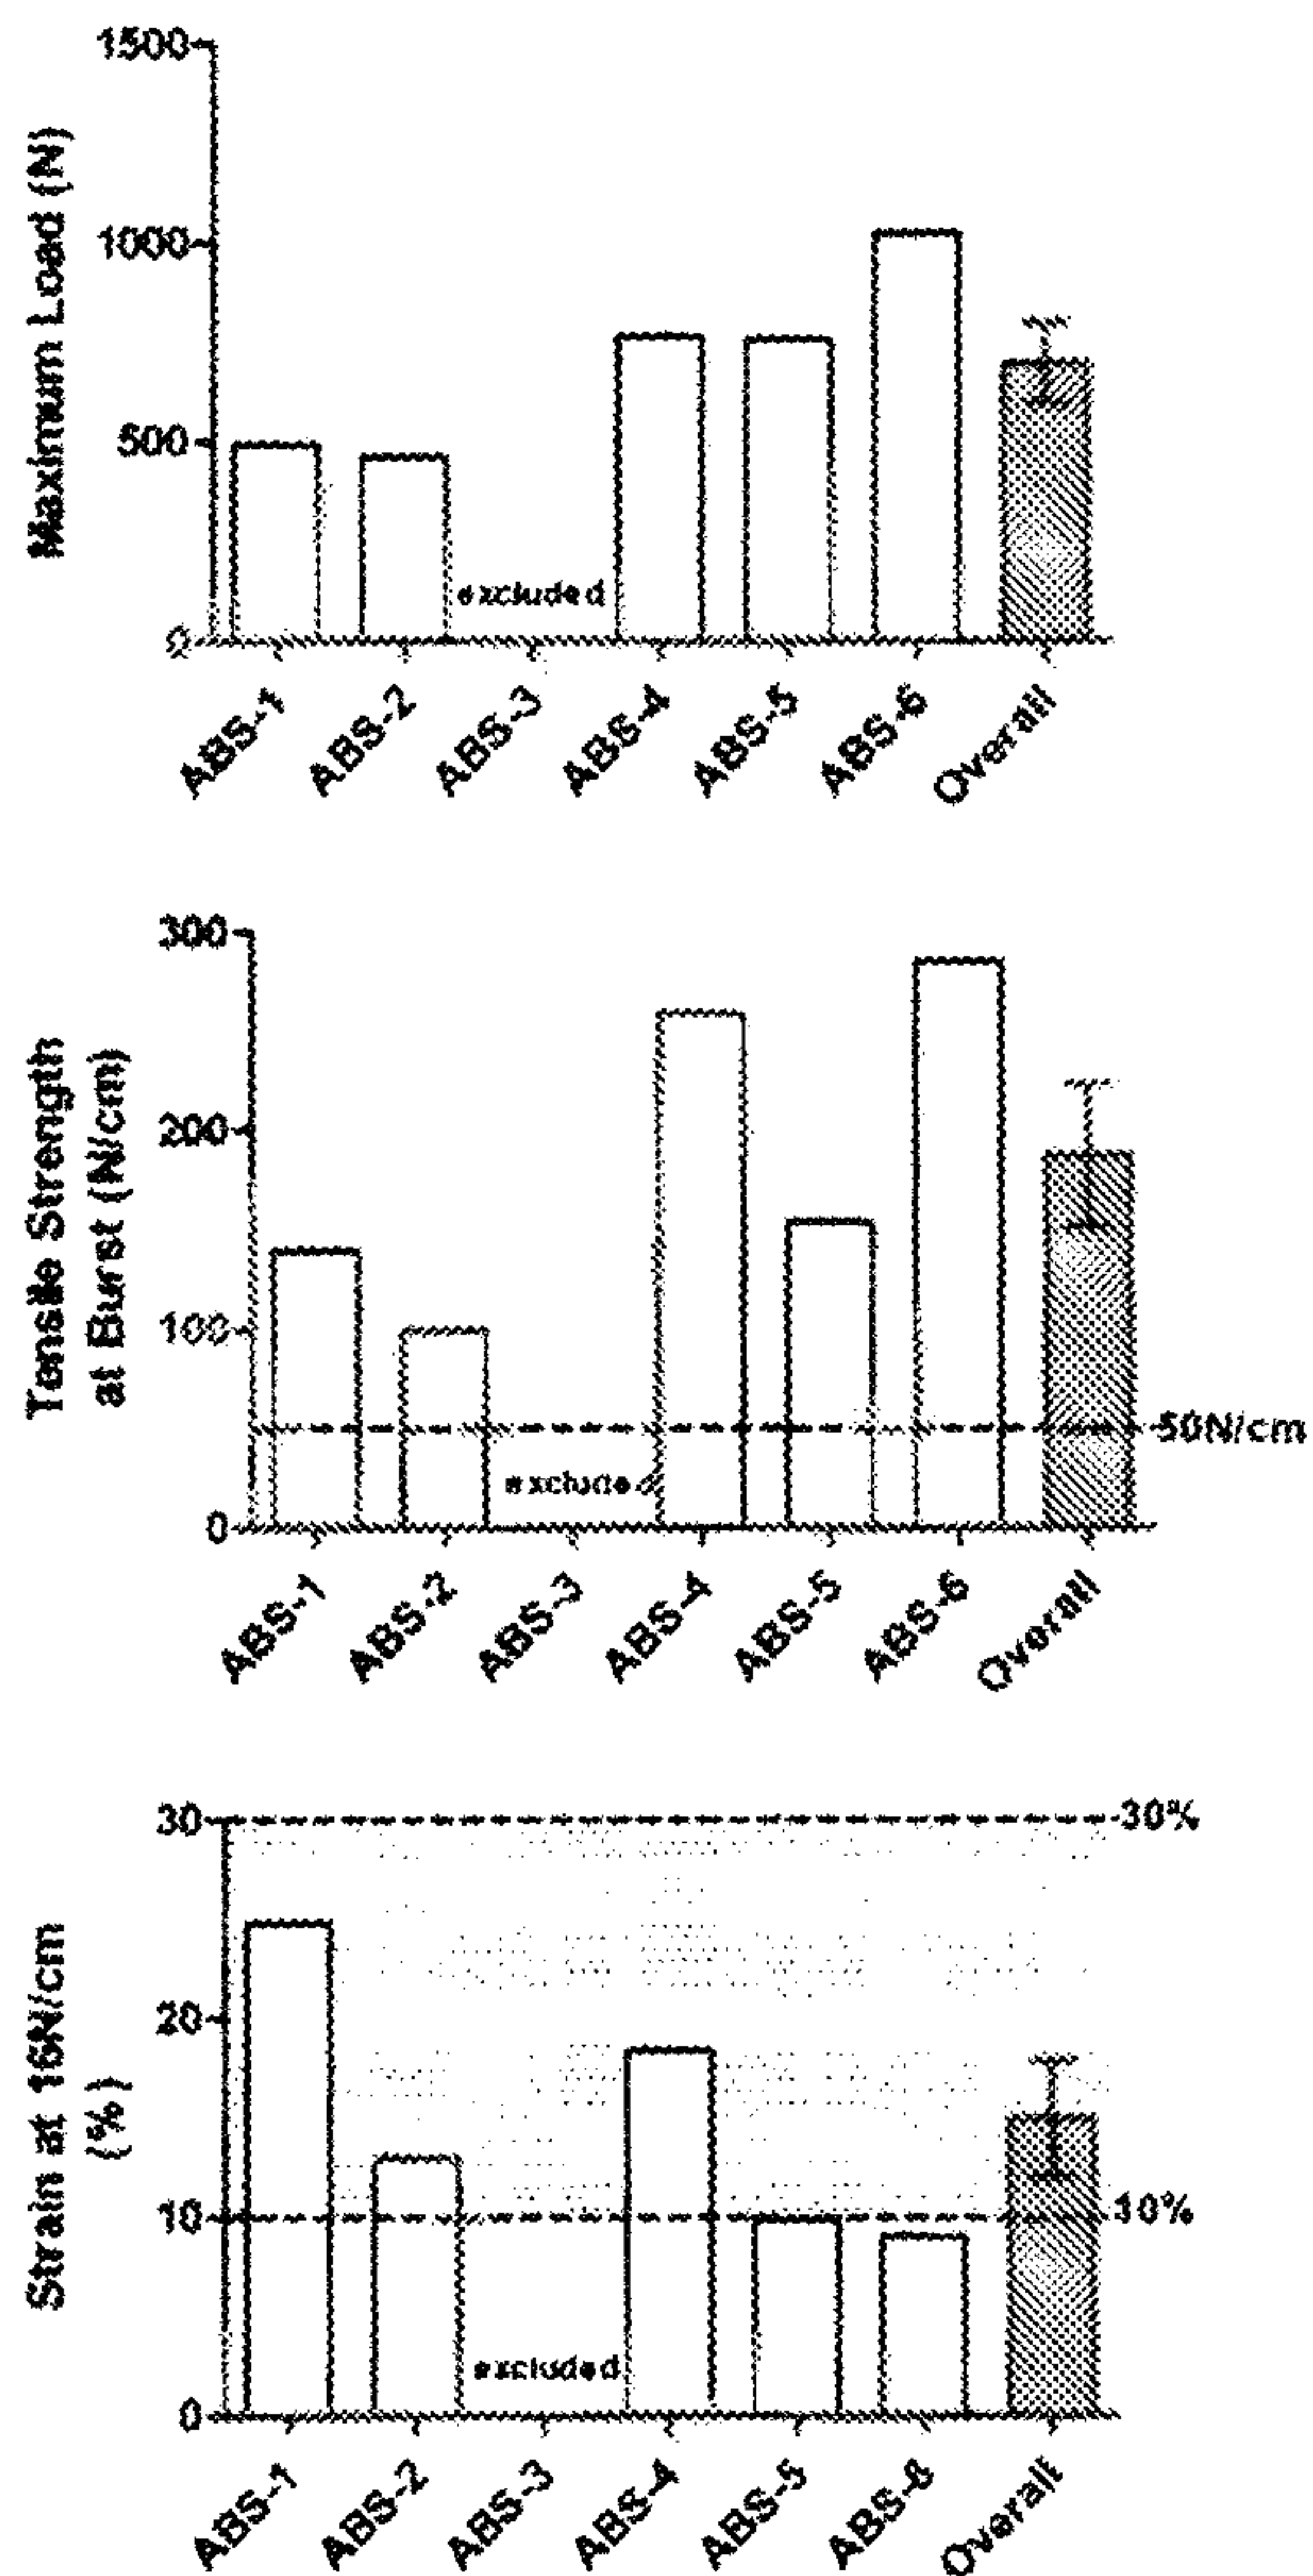 Maximum Load (N)
1500
1000
500
0
excluded
ABS-1
ABS-2
ABS-3
ABS-4
ABS-5
ABS-6
Overall
Tensile Strength
at Burst (N/cm)
300
200
100
0
50N/cm
excluded
ABS-1
ABS-2
ABS-3
ABS-4
ABS-5
ABS-6
Overall
Strain at 16N/cm
(%)
30
20
10
0
30%
10%
excluded
ABS-1
ABS-2
ABS-3
ABS-4
ABS-5
ABS-6
Overall